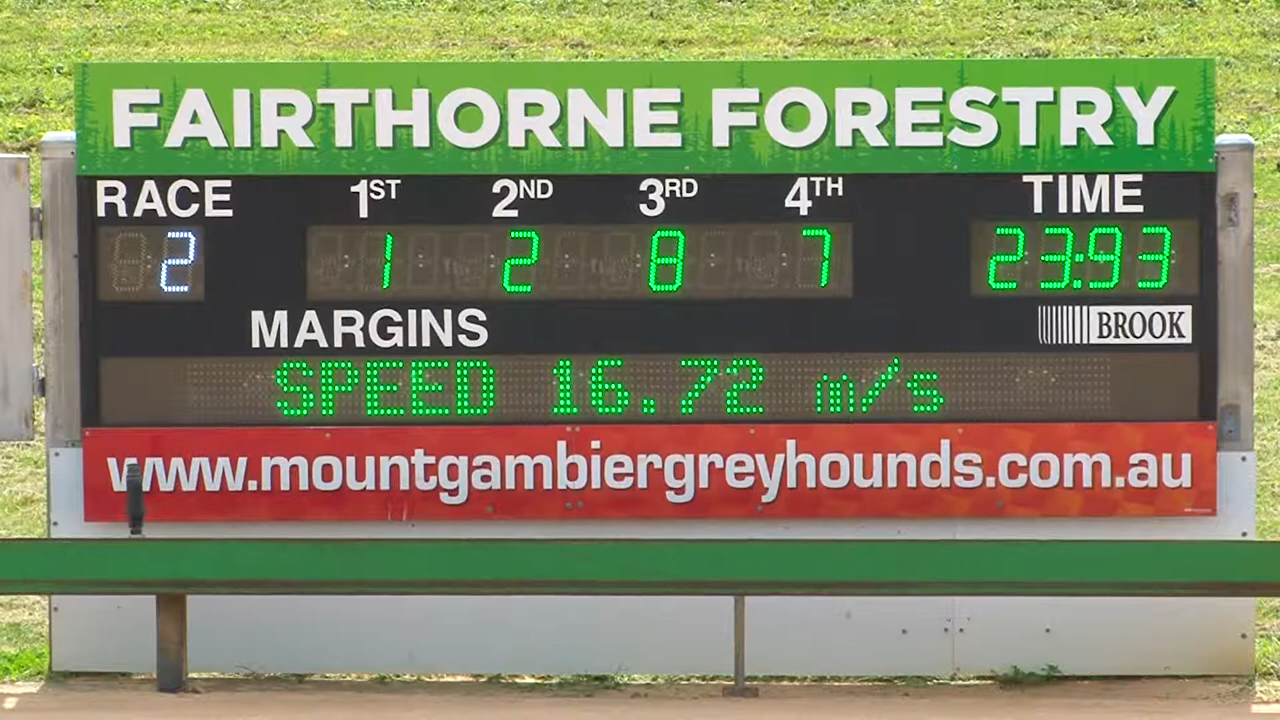 FAIRTHORNE FORESTRY
RACE 1ST 2ND 3RD 4TH TIME
2 1 2 8 7 23:93
MARGINS BROOK
SPEED 16.72 m/s
www.mountgambiergreyhounds.com.au